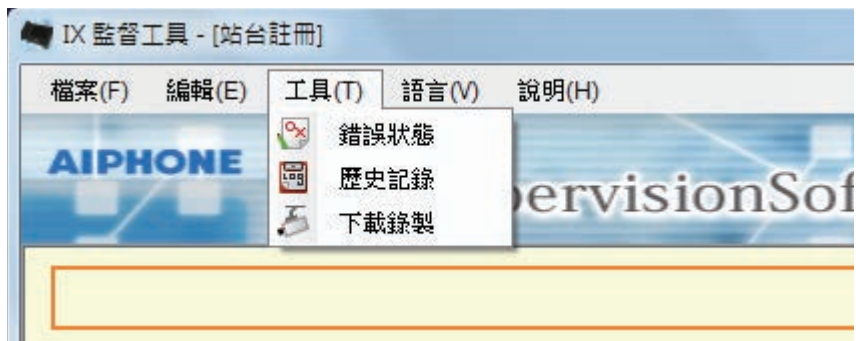 IX 監督工具 - [站台註冊]
檔案(F) 編輯(E) 工具(T) 語言(V) 說明(H)
錯誤狀態
AIPHONE
歷史記錄
pervisionSof
下載錄製